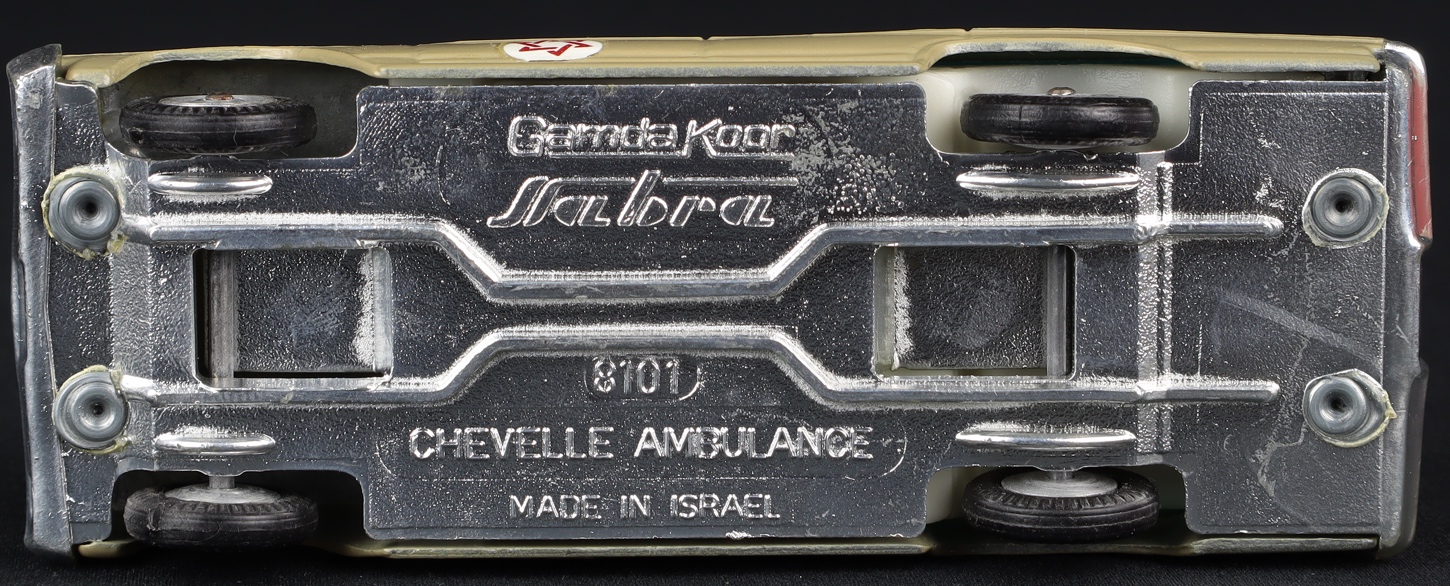 Gamda Koor
Sabra
8101
CHEVELLE AMBULANCE
MADE IN ISRAEL